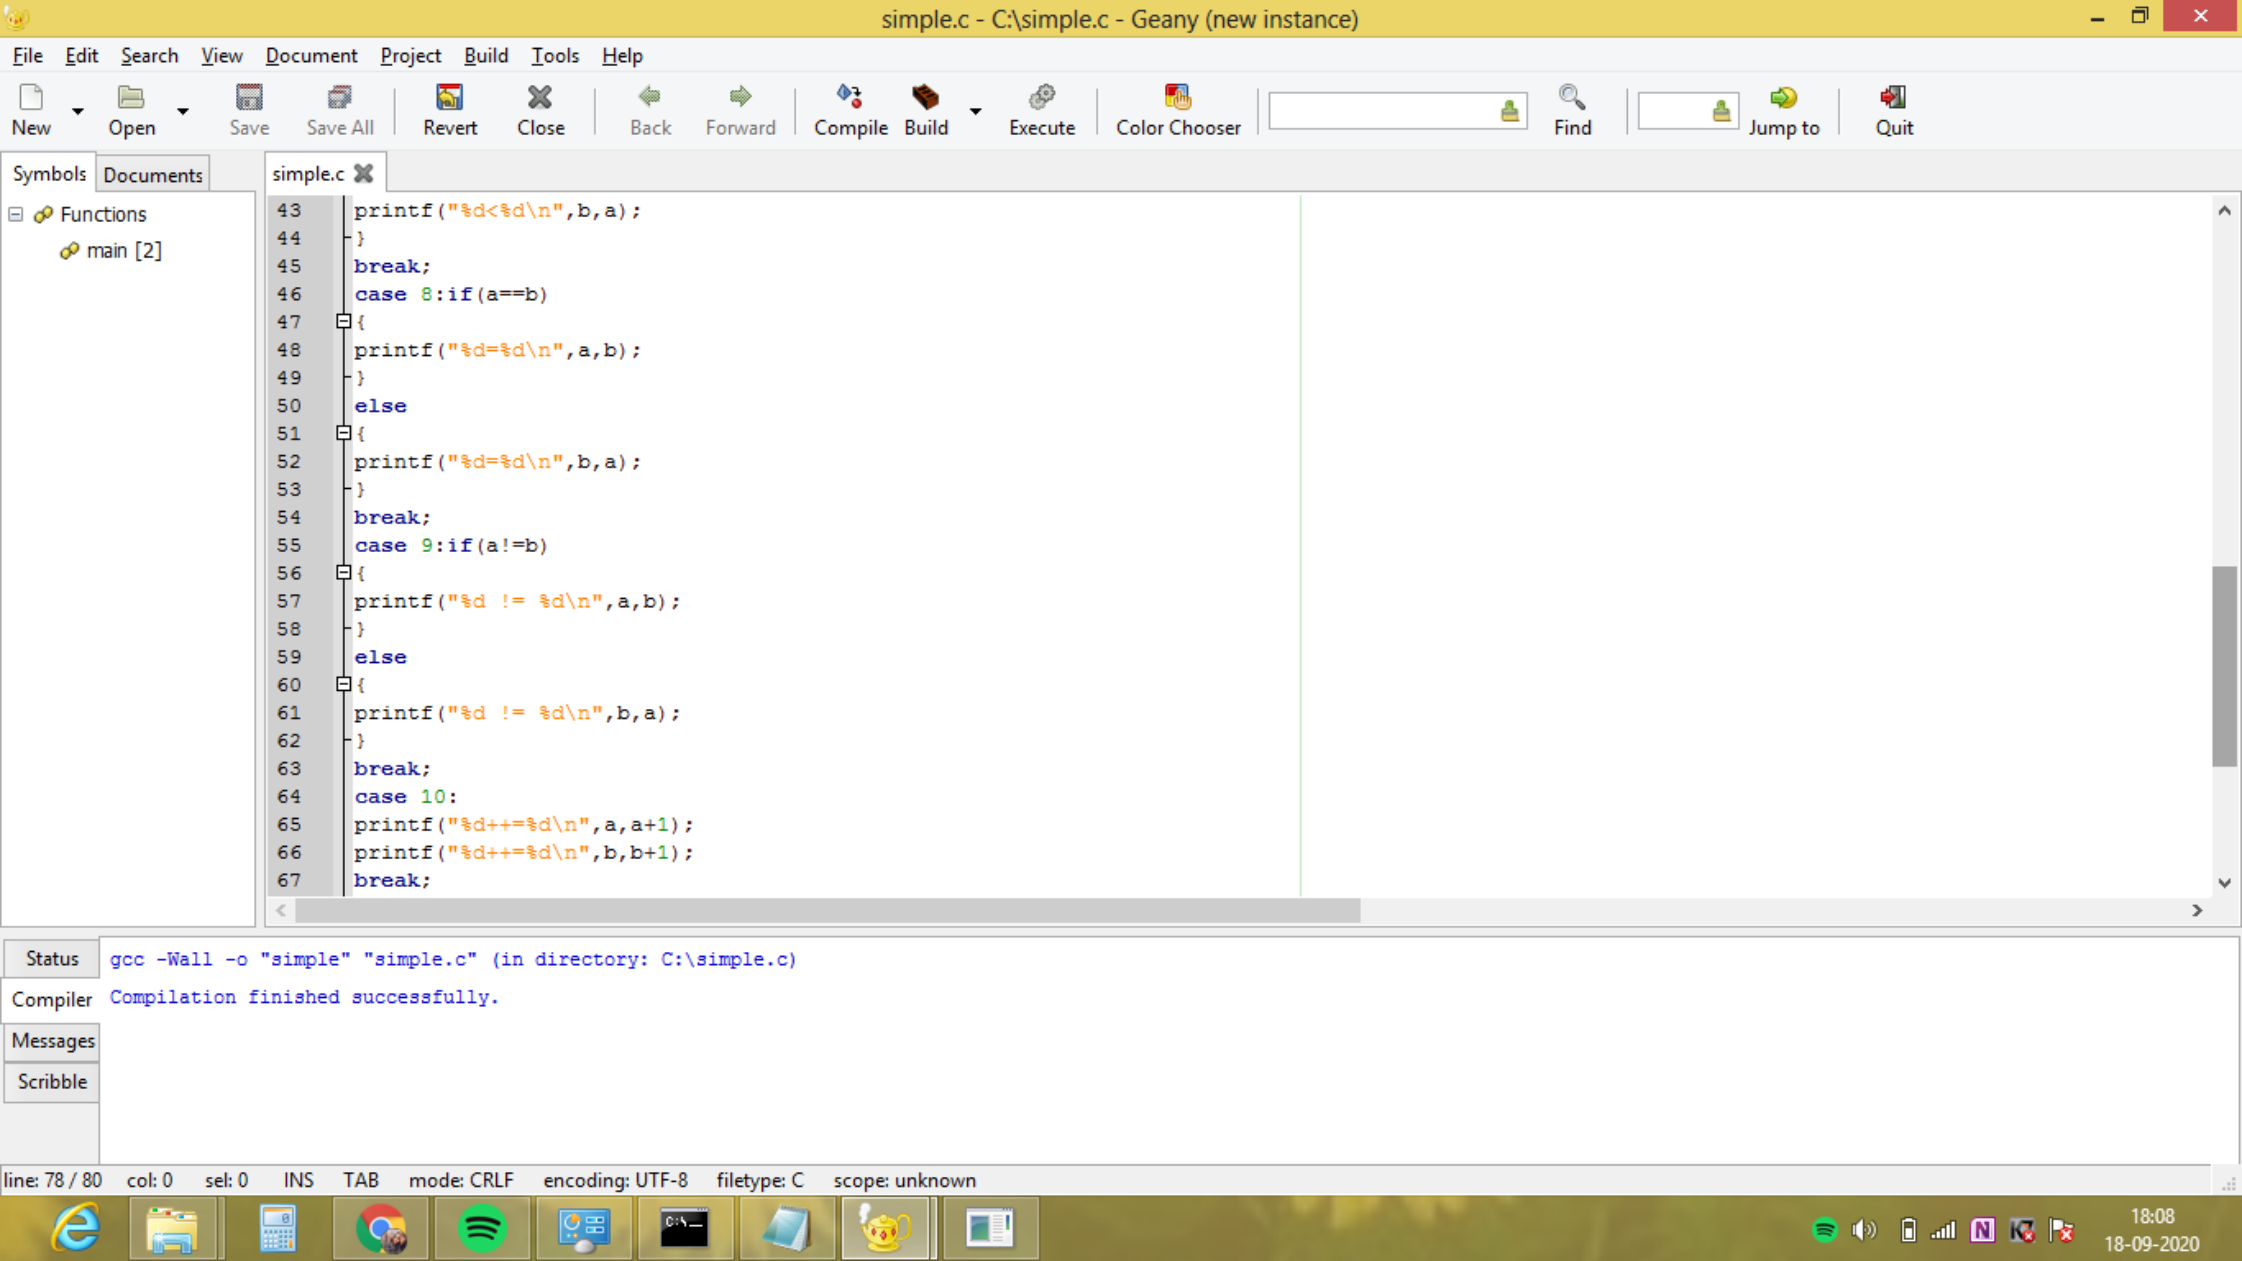 simple.c - C:\simple.c - Geany (new instance)
File Edit Search View Document Project Build Tools Help
New Open Save Save All Revert Close Back Forward Compile Build Execute Color Chooser Find Jump to Quit
Symbols Documents
simple.c
Functions
main [2]
43 printf("%d<%d\n",b,a);
44 }
45 break;
46 case 8:if(a==b)
47 {
48 printf("%d=%d\n",a,b);
49 }
50 else
51 {
52 printf("%d=%d\n",b,a);
53 }
54 break;
55 case 9:if(a!=b)
56 {
57 printf("%d != %d\n",a,b);
58 }
59 else
60 {
61 printf("%d != %d\n",b,a);
62 }
63 break;
64 case 10:
65 printf("%d++=%d\n",a,a+1);
66 printf("%d++=%d\n",b,b+1);
67 break;
Status
Compiler
Messages
Scribble
gcc -Wall -o "simple" "simple.c" (in directory: C:\simple.c)
Compilation finished successfully.
line: 78 / 80 col: 0 sel: 0 INS TAB mode: CRLF encoding: UTF-8 filetype: C scope: unknown
C:\_
N
18:08
18-09-2020